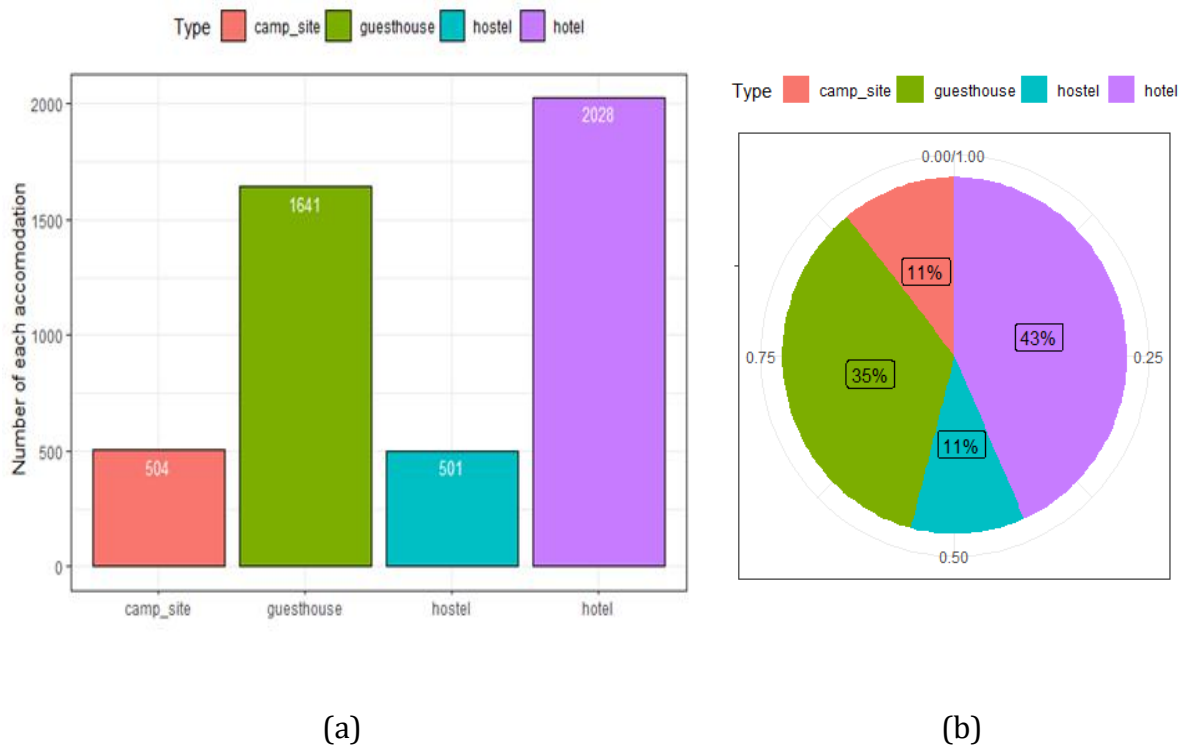 Type camp_site guesthouse hostel hotel
Number of each accomodation
2000
1500
1000
500
0
504
1641
501
2028
camp_site guesthouse hostel hotel
(a)
Type camp_site guesthouse hostel hotel
0.00/1.00
0.25
0.50
0.75
11%
43%
35%
11%
(b)